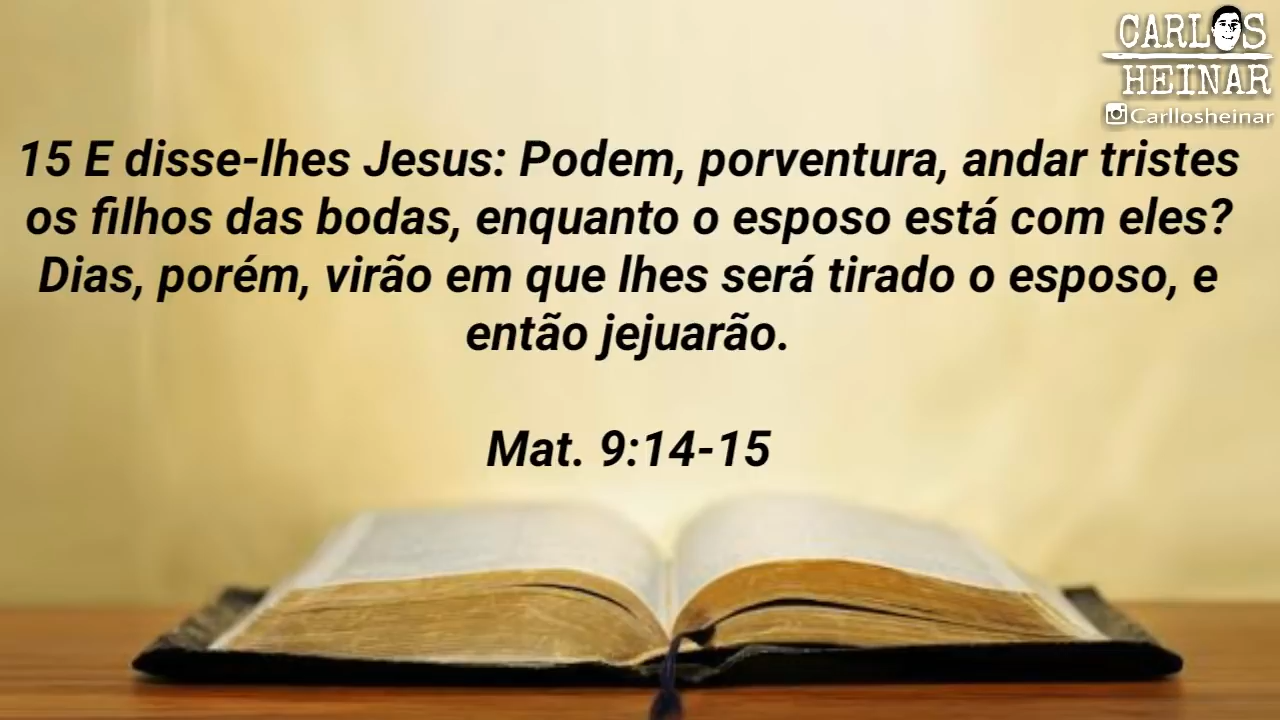 CARLOS
HEINAR
Carllosheinar
15 E disse-lhes Jesus: Podem, porventura, andar tristes
os filhos das bodas, enquanto o esposo está com eles?
Dias, porém, virão em que lhes será tirado o esposo, e
então jejuarão.
Mat. 9:14-15